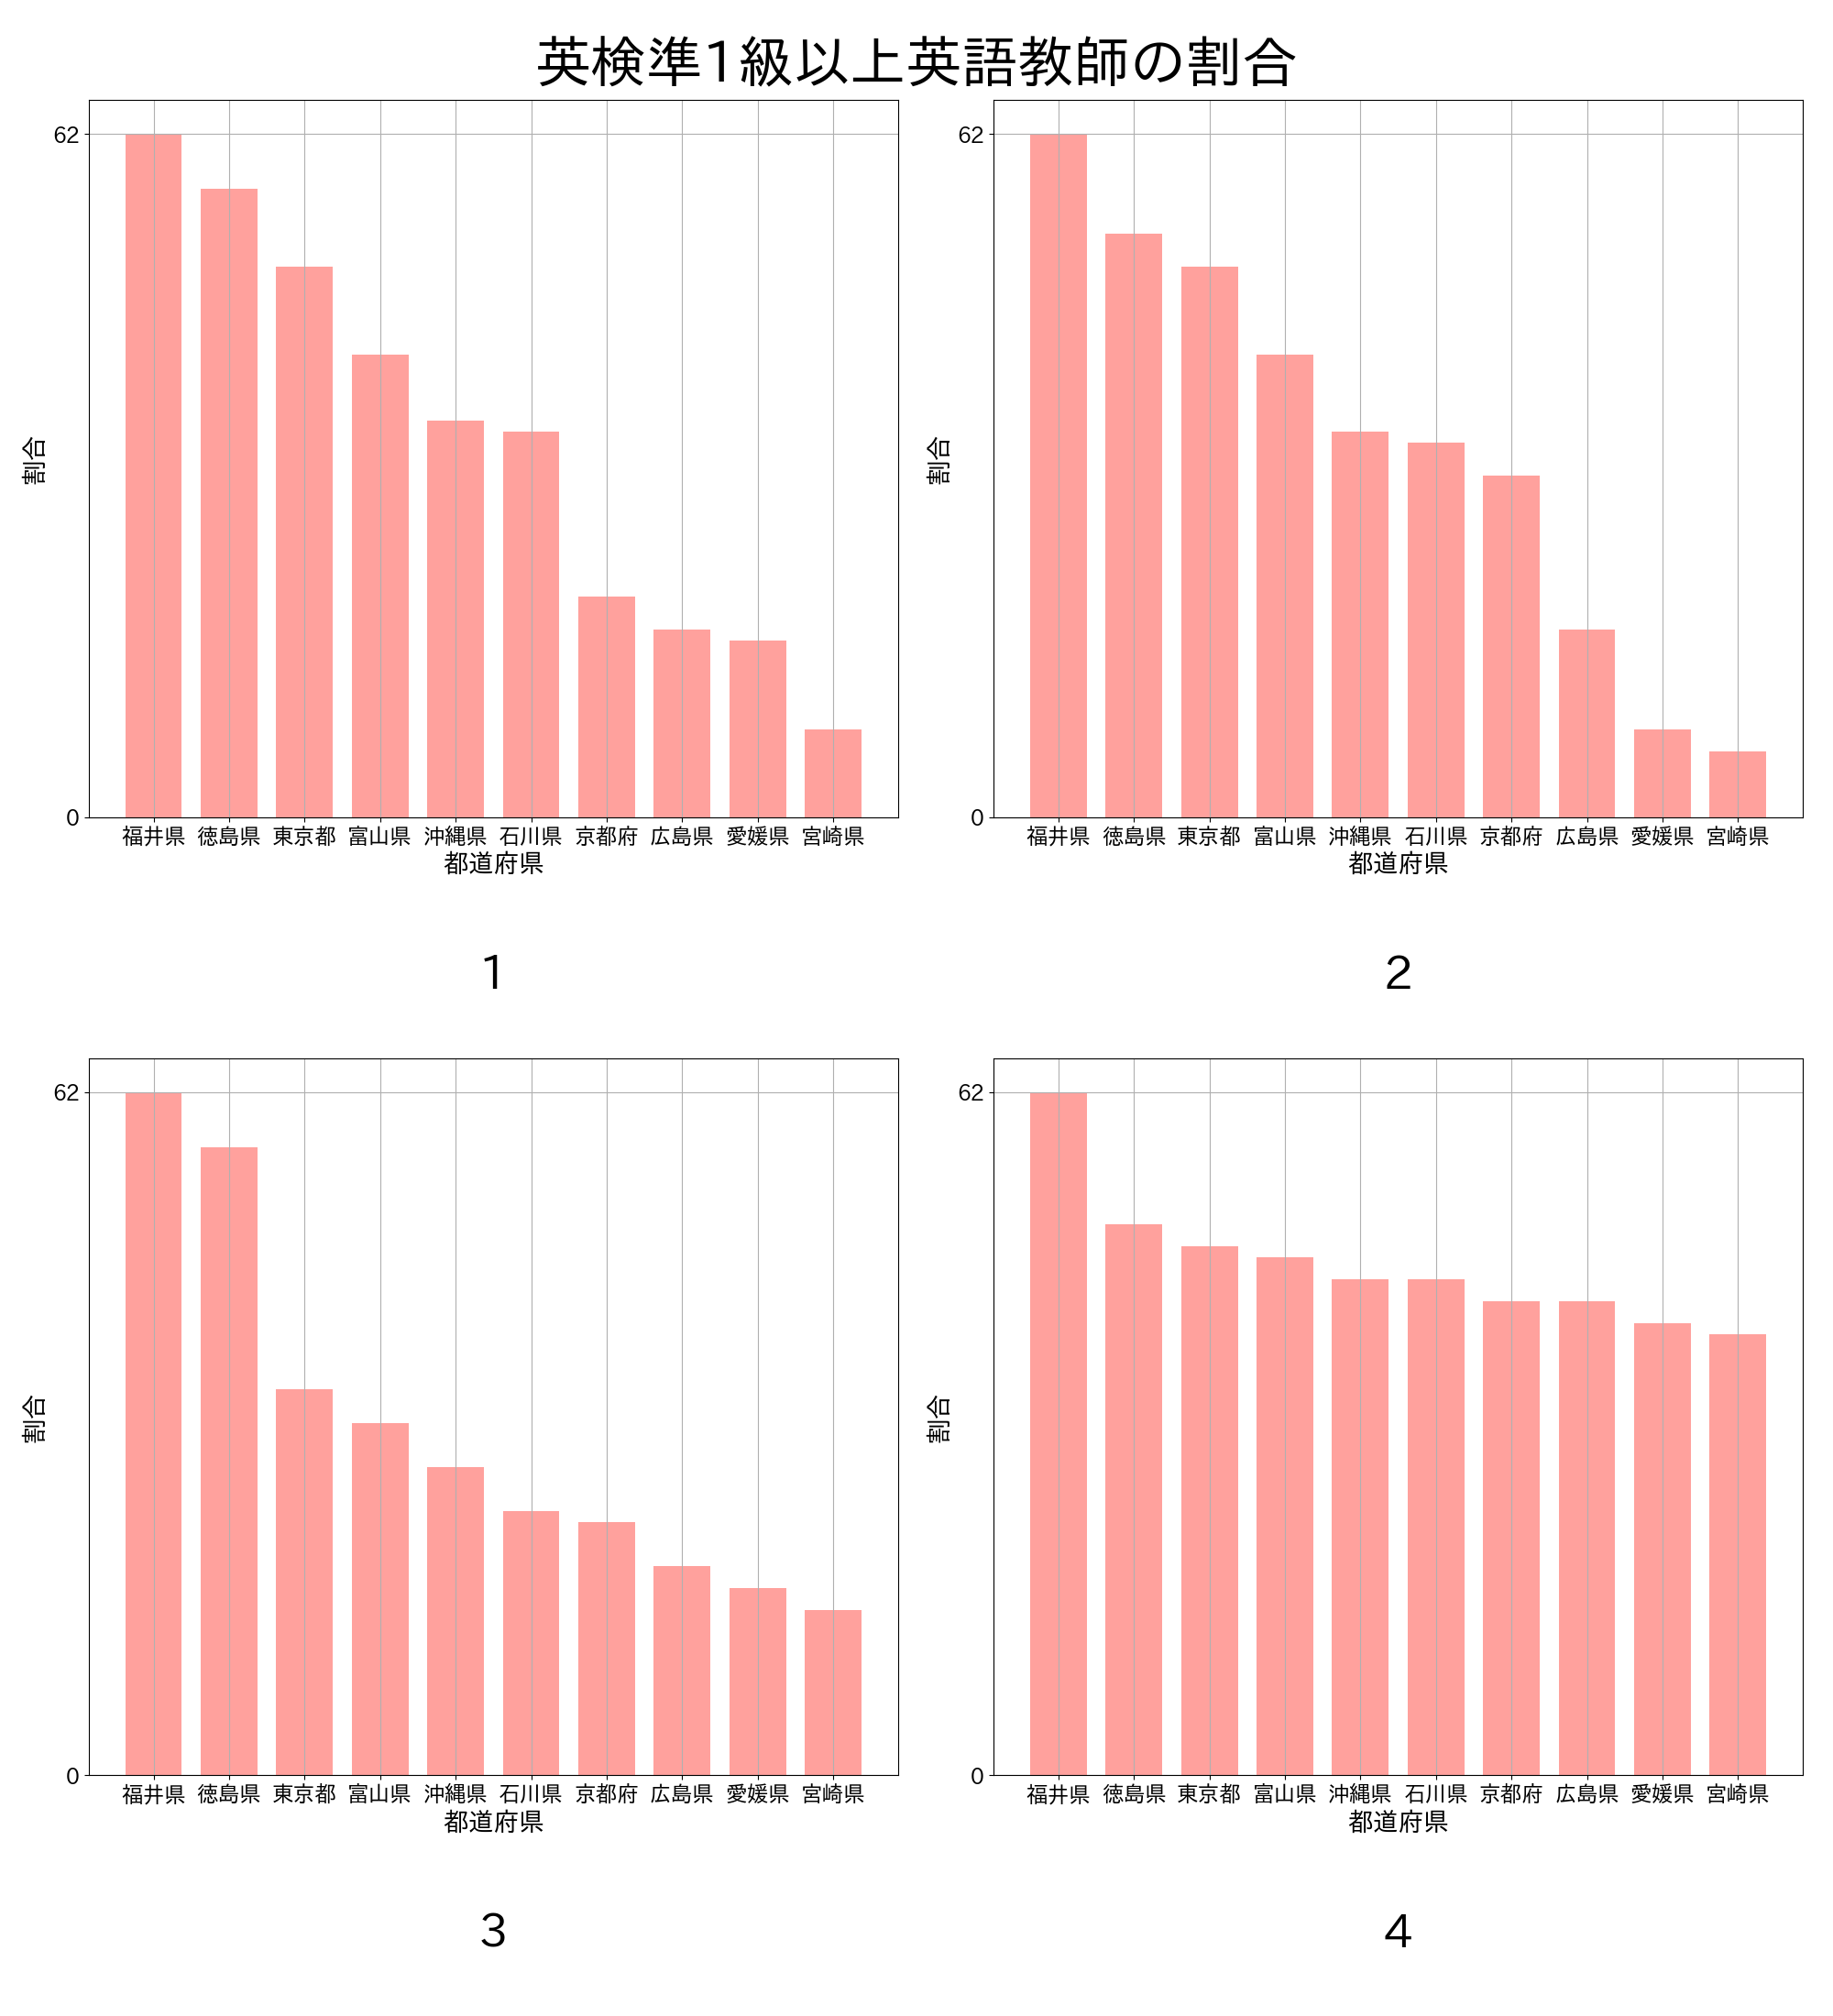 英検準1級以上英語教師の割合
62
0
割合
福井県 徳島県 東京都 富山県 沖縄県 石川県 京都府 広島県 愛媛県 宮崎県
都道府県
1
62
0
割合
福井県 徳島県 東京都 富山県 沖縄県 石川県 京都府 広島県 愛媛県 宮崎県
都道府県
2
62
0
割合
福井県 徳島県 東京都 富山県 沖縄県 石川県 京都府 広島県 愛媛県 宮崎県
都道府県
3
62
0
割合
福井県 徳島県 東京都 富山県 沖縄県 石川県 京都府 広島県 愛媛県 宮崎県
都道府県
4